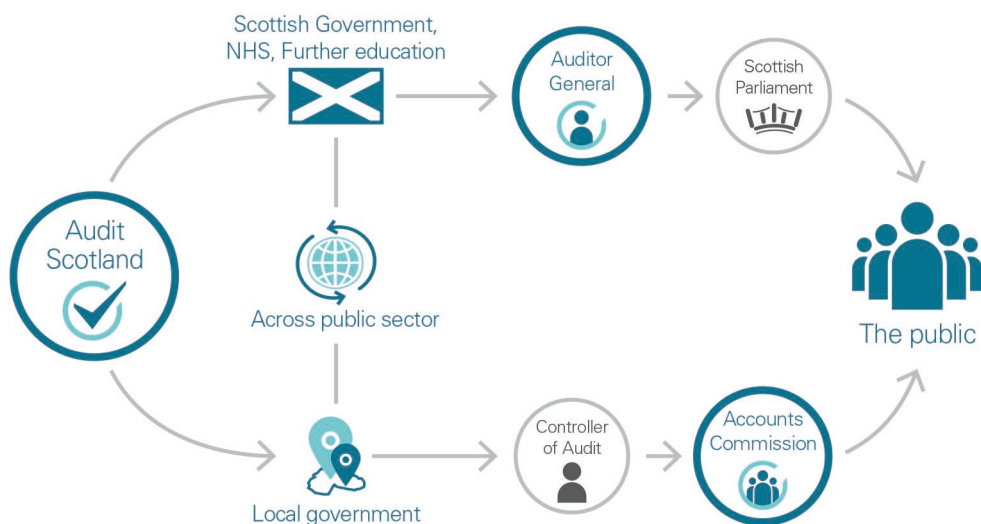 Scottish Government,
NHS, Further education
Auditor
General
Scottish
Parliament
Audit
Scotland
Across public sector
The public
Controller
of Audit
Accounts
Commission
Local government